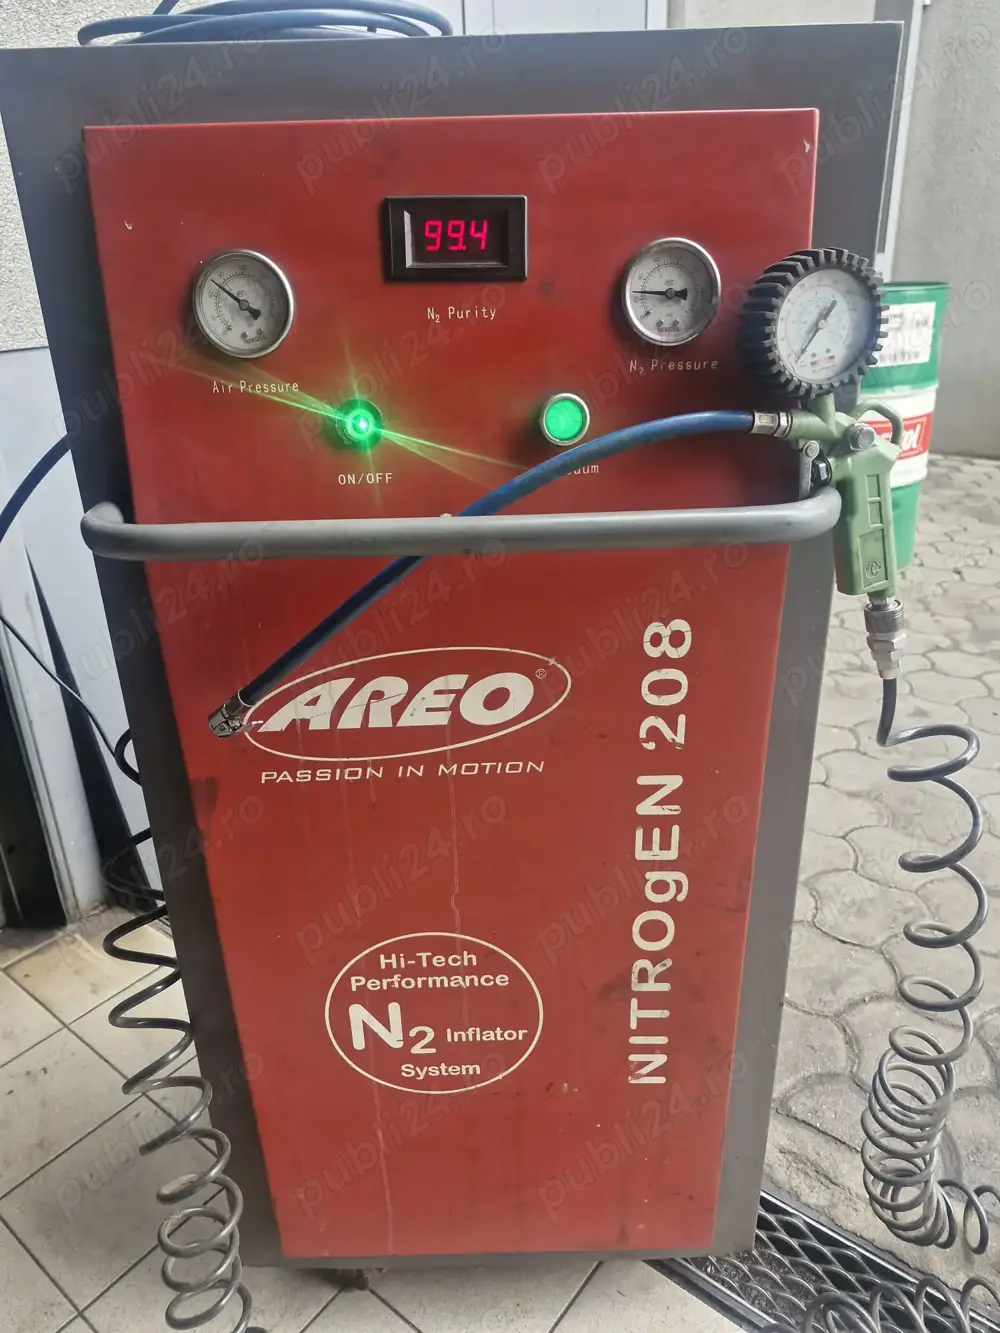 99.4
N2 Purity
Air Pressure
N2 Pressure
ON/OFF
AREO®
PASSION IN MOTION
NITROgEN 208
Hi-Tech
Performance
N2 Inflator
System
publi24.ro